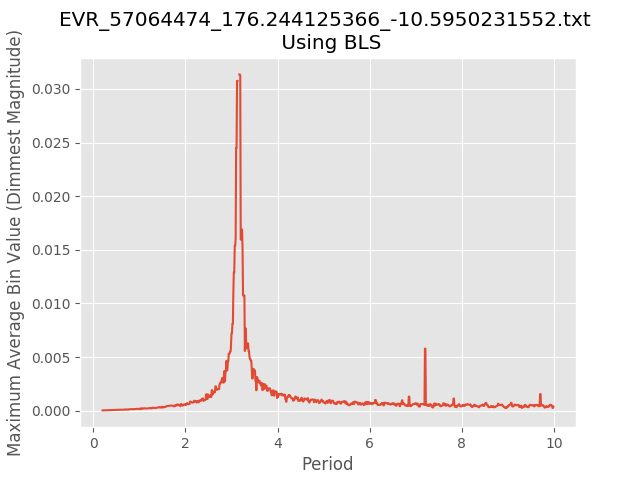 EVR_57064474_176.244125366_-10.5950231552.txt
Using BLS
Maximum Average Bin Value (Dimmest Magnitude)
0.030
0.025
0.020
0.015
0.010
0.005
0.000
0 2 4 6 8 10
Period